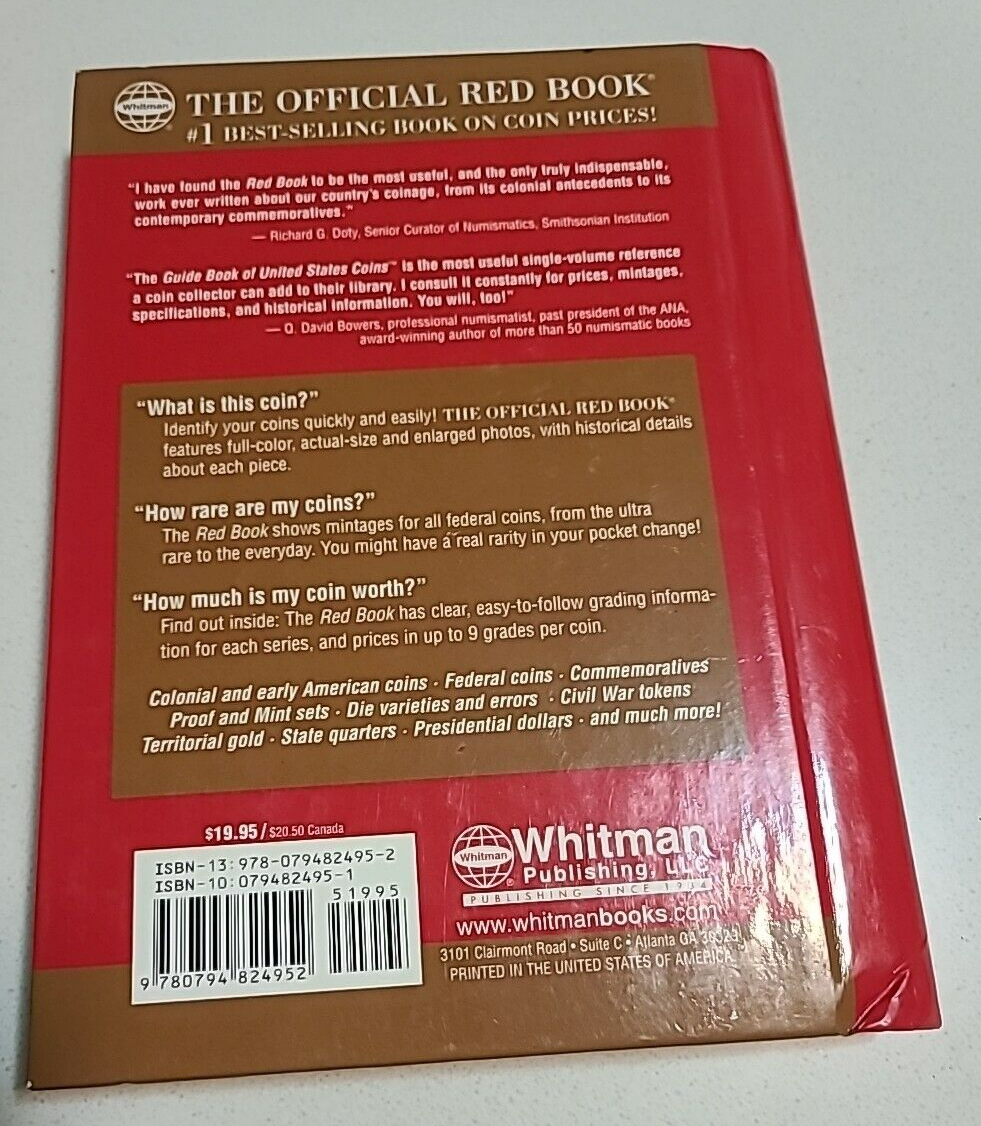 Whitman
THE OFFICIAL RED BOOK®
#1 BEST-SELLING BOOK ON COIN PRICES!
"I have found the Red Book to be the most useful, and the only truly indispensable,
work ever written about our country's coinage, from its colonial antecedents to its
contemporary commemoratives."
— Richard G. Doty, Senior Curator of Numismatics, Smithsonian Institution
"The Guide Book of United States Coins™ is the most useful single-volume reference
a coin collector can add to their library. I consult it constantly for prices, mintages,
specifications, and historical information. You will, too!"
— Q. David Bowers, professional numismatist, past president of the ANA,
award-winning author of more than 50 numismatic books
"What is this coin?"
Identify your coins quickly and easily! THE OFFICIAL RED BOOK®
features full-color, actual-size and enlarged photos, with historical details
about each piece.
"How rare are my coins?"
The Red Book shows mintages for all federal coins, from the ultra
rare to the everyday. You might have a real rarity in your pocket change!
"How much is my coin worth?"
Find out inside: The Red Book has clear, easy-to-follow grading informa-
tion for each series, and prices in up to 9 grades per coin.
Colonial and early American coins · Federal coins · Commemoratives
Proof and Mint sets · Die varieties and errors · Civil War tokens
Territorial gold · State quarters · Presidential dollars · and much more!
$19.95 / $20.50 Canada
ISBN-13: 978-079482495-2
ISBN-10: 079482495-1
51995
9 780794 824952
Whitman
Whitman®
Publishing, LLC
PUBLISHING SINCE 1934
www.whitmanbooks.com
3101 Clairmont Road • Suite C • Atlanta GA 30329
PRINTED IN THE UNITED STATES OF AMERICA